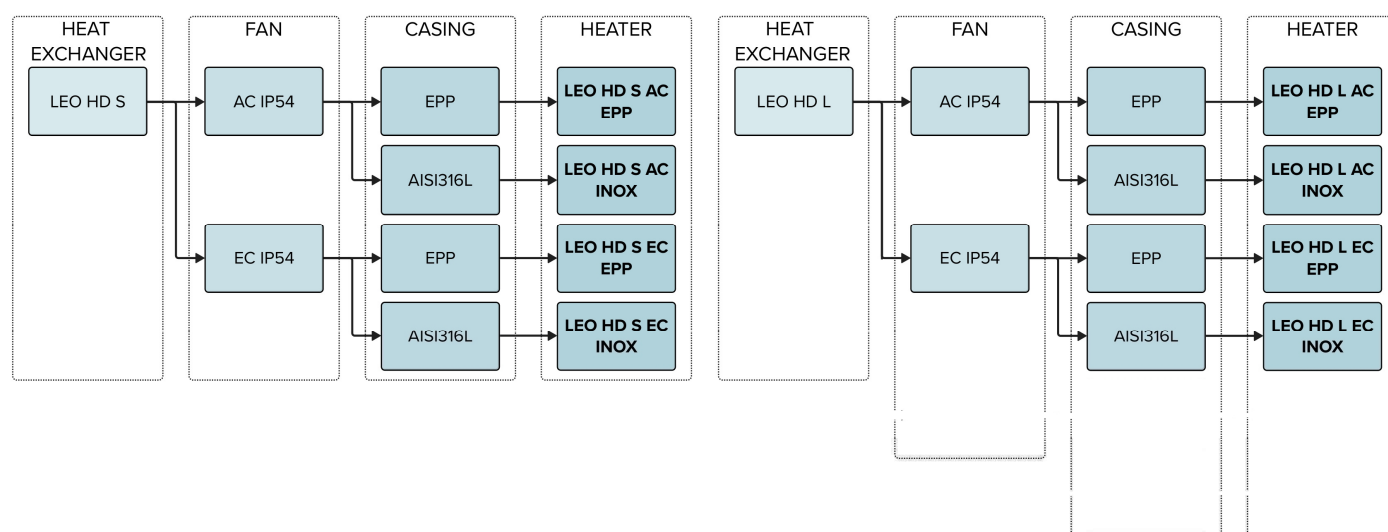 HEAT
EXCHANGER
FAN
CASING
HEATER
LEO HD S
AC IP54
EPP
LEO HD S AC
EPP
AISI316L
LEO HD S AC
INOX
EC IP54
EPP
LEO HD S EC
EPP
AISI316L
LEO HD S EC
INOX
HEAT
EXCHANGER
FAN
CASING
HEATER
LEO HD L
AC IP54
EPP
LEO HD L AC
EPP
AISI316L
LEO HD L AC
INOX
EC IP54
EPP
LEO HD L EC
EPP
AISI316L
LEO HD L EC
INOX